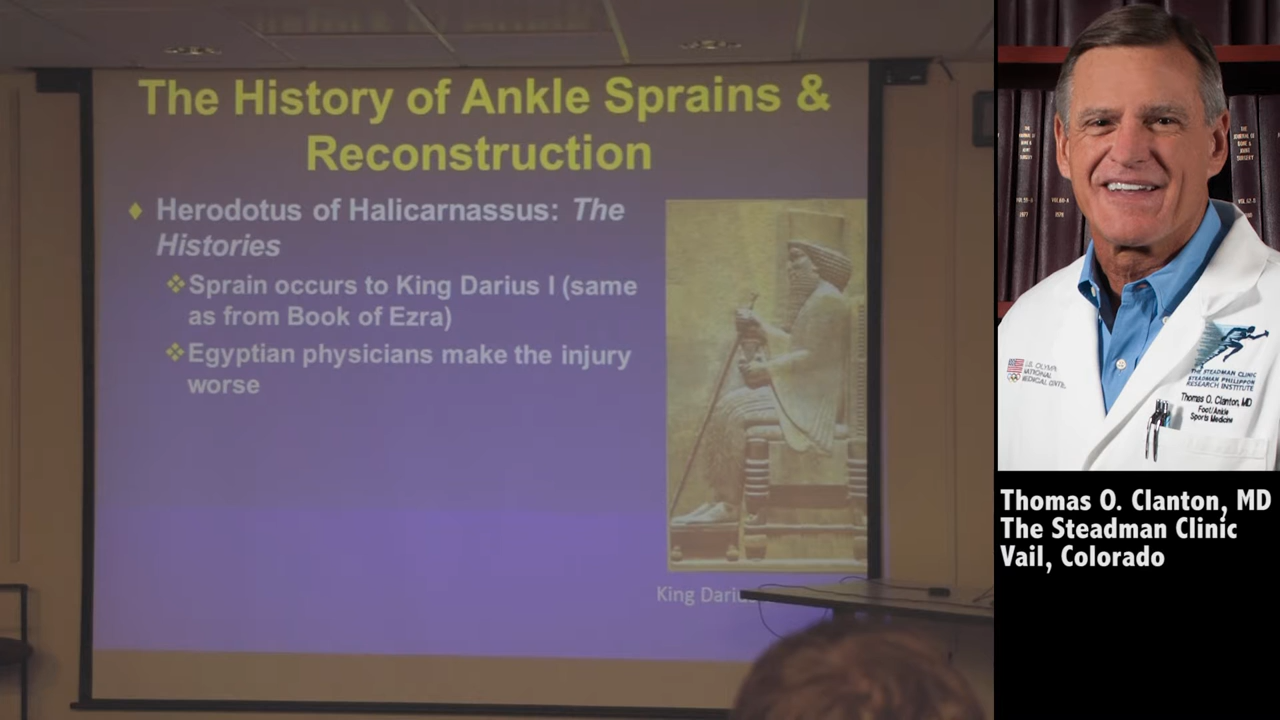 The History of Ankle Sprains &
Reconstruction
Herodotus of Halicarnassus: The
Histories
Sprain occurs to King Darius I (same
as from Book of Ezra)
Egyptian physicians make the injury
worse
King Darius
THE STEADMAN CLINIC
STEADMAN PHILIPPON
RESEARCH INSTITUTE
Thomas O. Clanton, MD
Foot/Ankle
Sports Medicine
Thomas O. Clanton, MD
The Steadman Clinic
Vail, Colorado